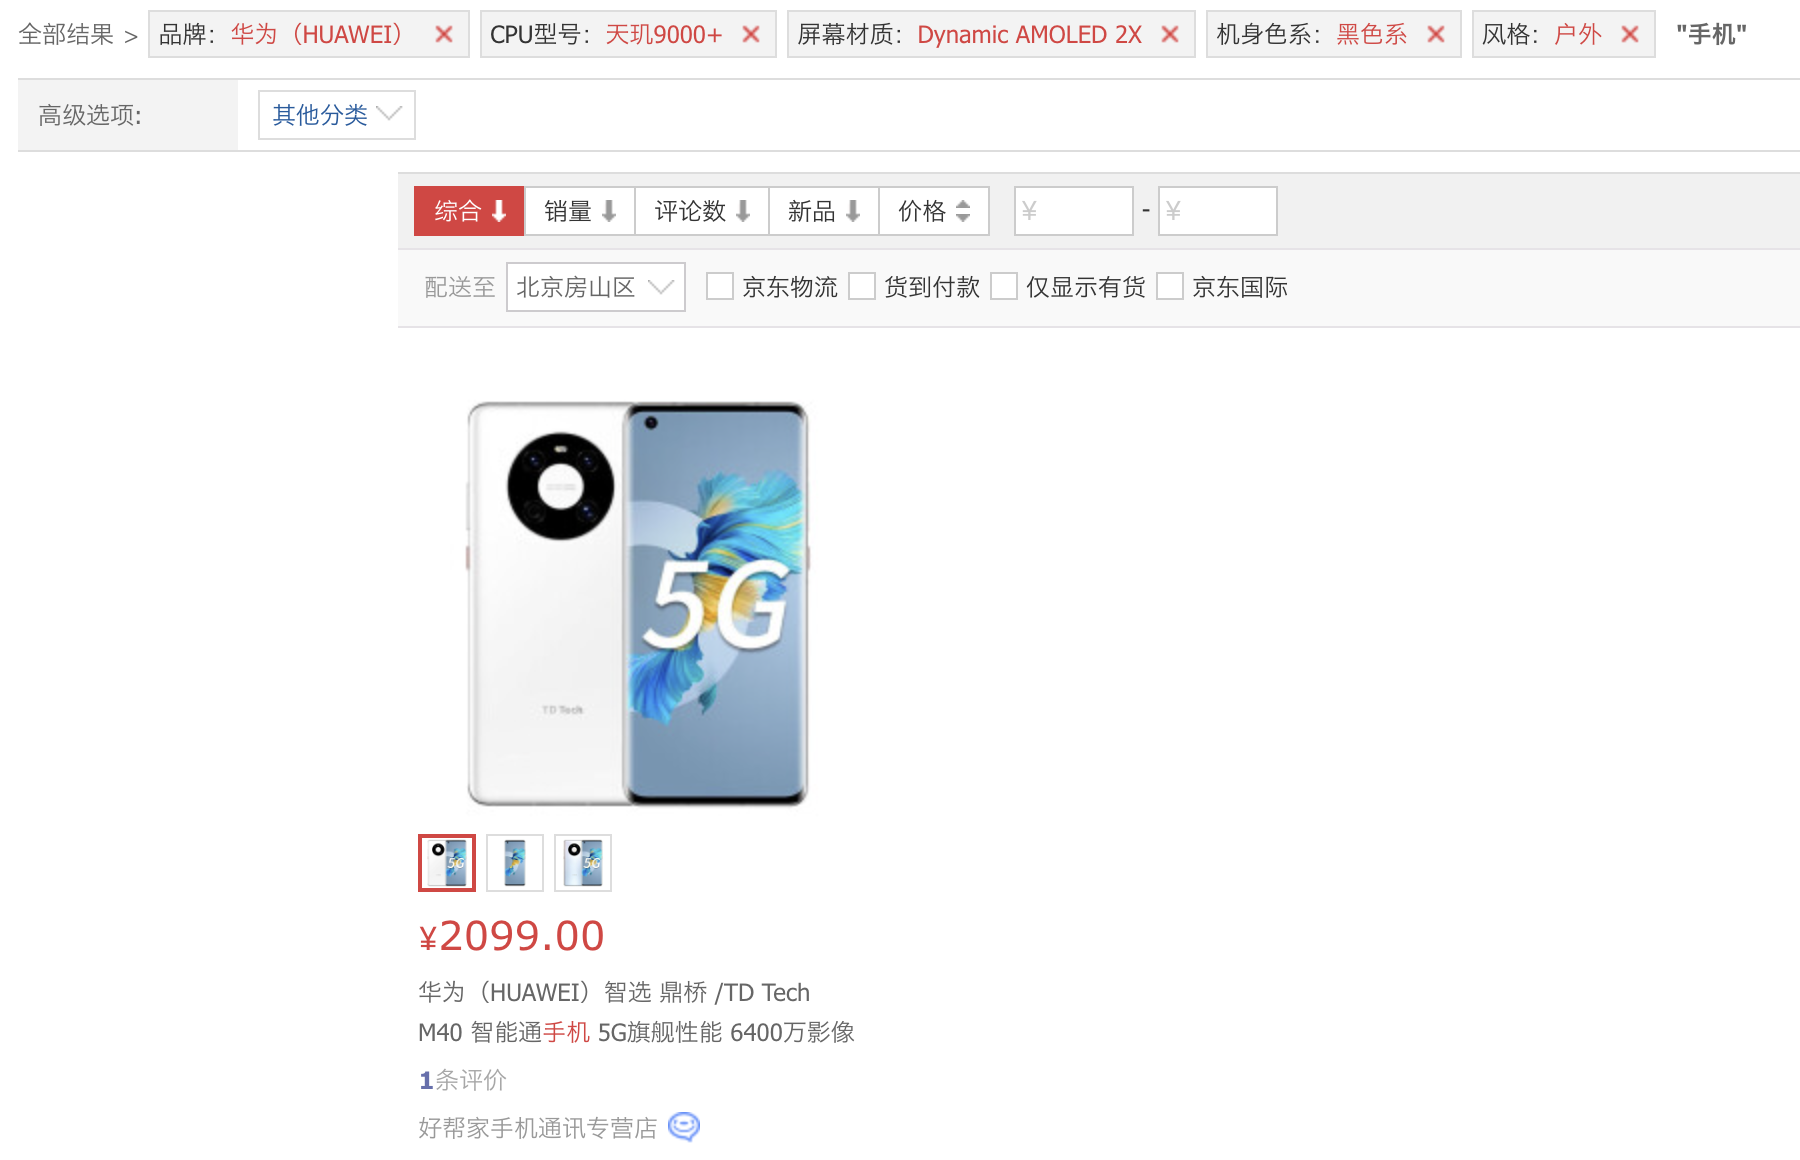 全部结果 > 品牌：华为（HUAWEI） CPU型号：天玑9000+ 屏幕材质：Dynamic AMOLED 2X 机身色系：黑色系 风格：户外 "手机"
高级选项: 其他分类
综合 销量 评论数 新品 价格 ¥ - ¥
配送至 北京房山区 京东物流 货到付款 仅显示有货 京东国际
5G
TD Tech
5G 5G
¥2099.00
华为（HUAWEI）智选 鼎桥 /TD Tech
M40 智能通手机 5G旗舰性能 6400万影像
1条评价
好帮家手机通讯专营店